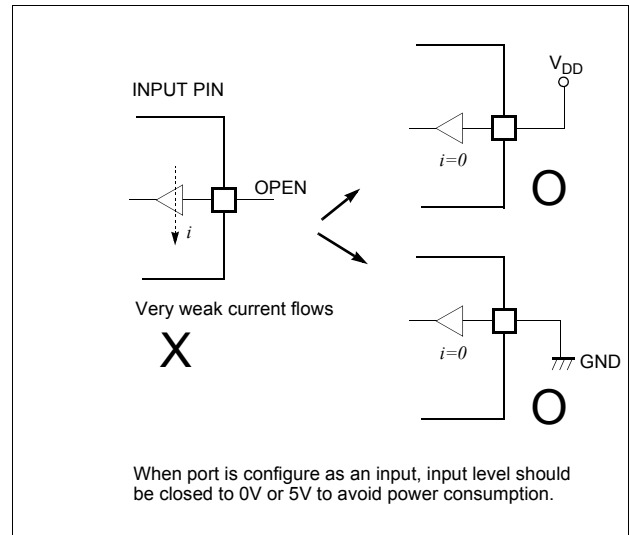 INPUT PIN
OPEN
i
Very weak current flows
X
VDD
i=0
O
i=0
GND
O
When port is configure as an input, input level should
be closed to 0V or 5V to avoid power consumption.